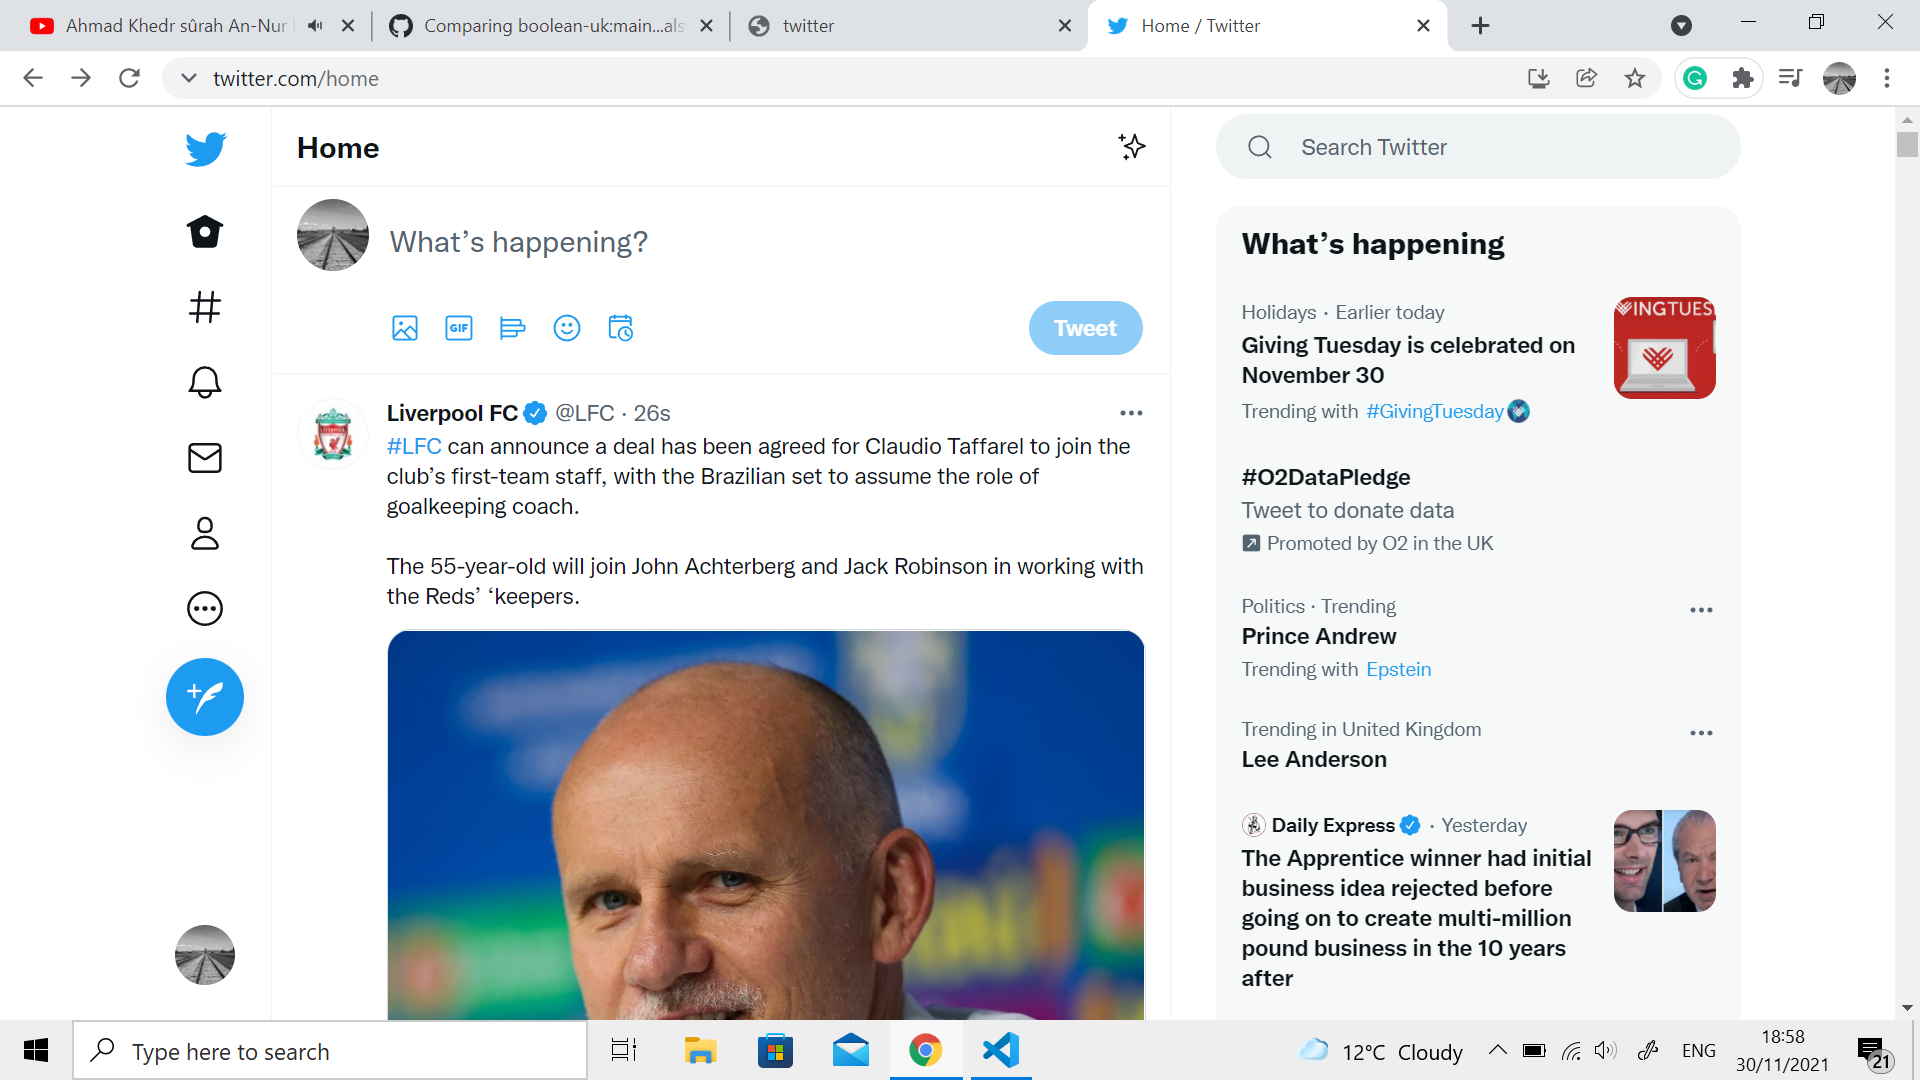 Ahmad Khedr sûrah An-Nur
Comparing boolean-uk:main...als
twitter
Home / Twitter
twitter.com/home
Home
Search Twitter
What’s happening?
GIF
Tweet
Liverpool FC @LFC · 26s
#LFC can announce a deal has been agreed for Claudio Taffarel to join the
club’s first-team staff, with the Brazilian set to assume the role of
goalkeeping coach.
The 55-year-old will join John Achterberg and Jack Robinson in working with
the Reds’ ‘keepers.
What’s happening
Holidays · Earlier today
Giving Tuesday is celebrated on
November 30
Trending with #GivingTuesday
VINGTUES
#O2DataPledge
Tweet to donate data
Promoted by O2 in the UK
Politics · Trending
Prince Andrew
Trending with Epstein
Trending in United Kingdom
Lee Anderson
Daily Express · Yesterday
The Apprentice winner had initial
business idea rejected before
going on to create multi-million
pound business in the 10 years
after
Type here to search
12°C Cloudy
ENG
18:58
30/11/2021
21